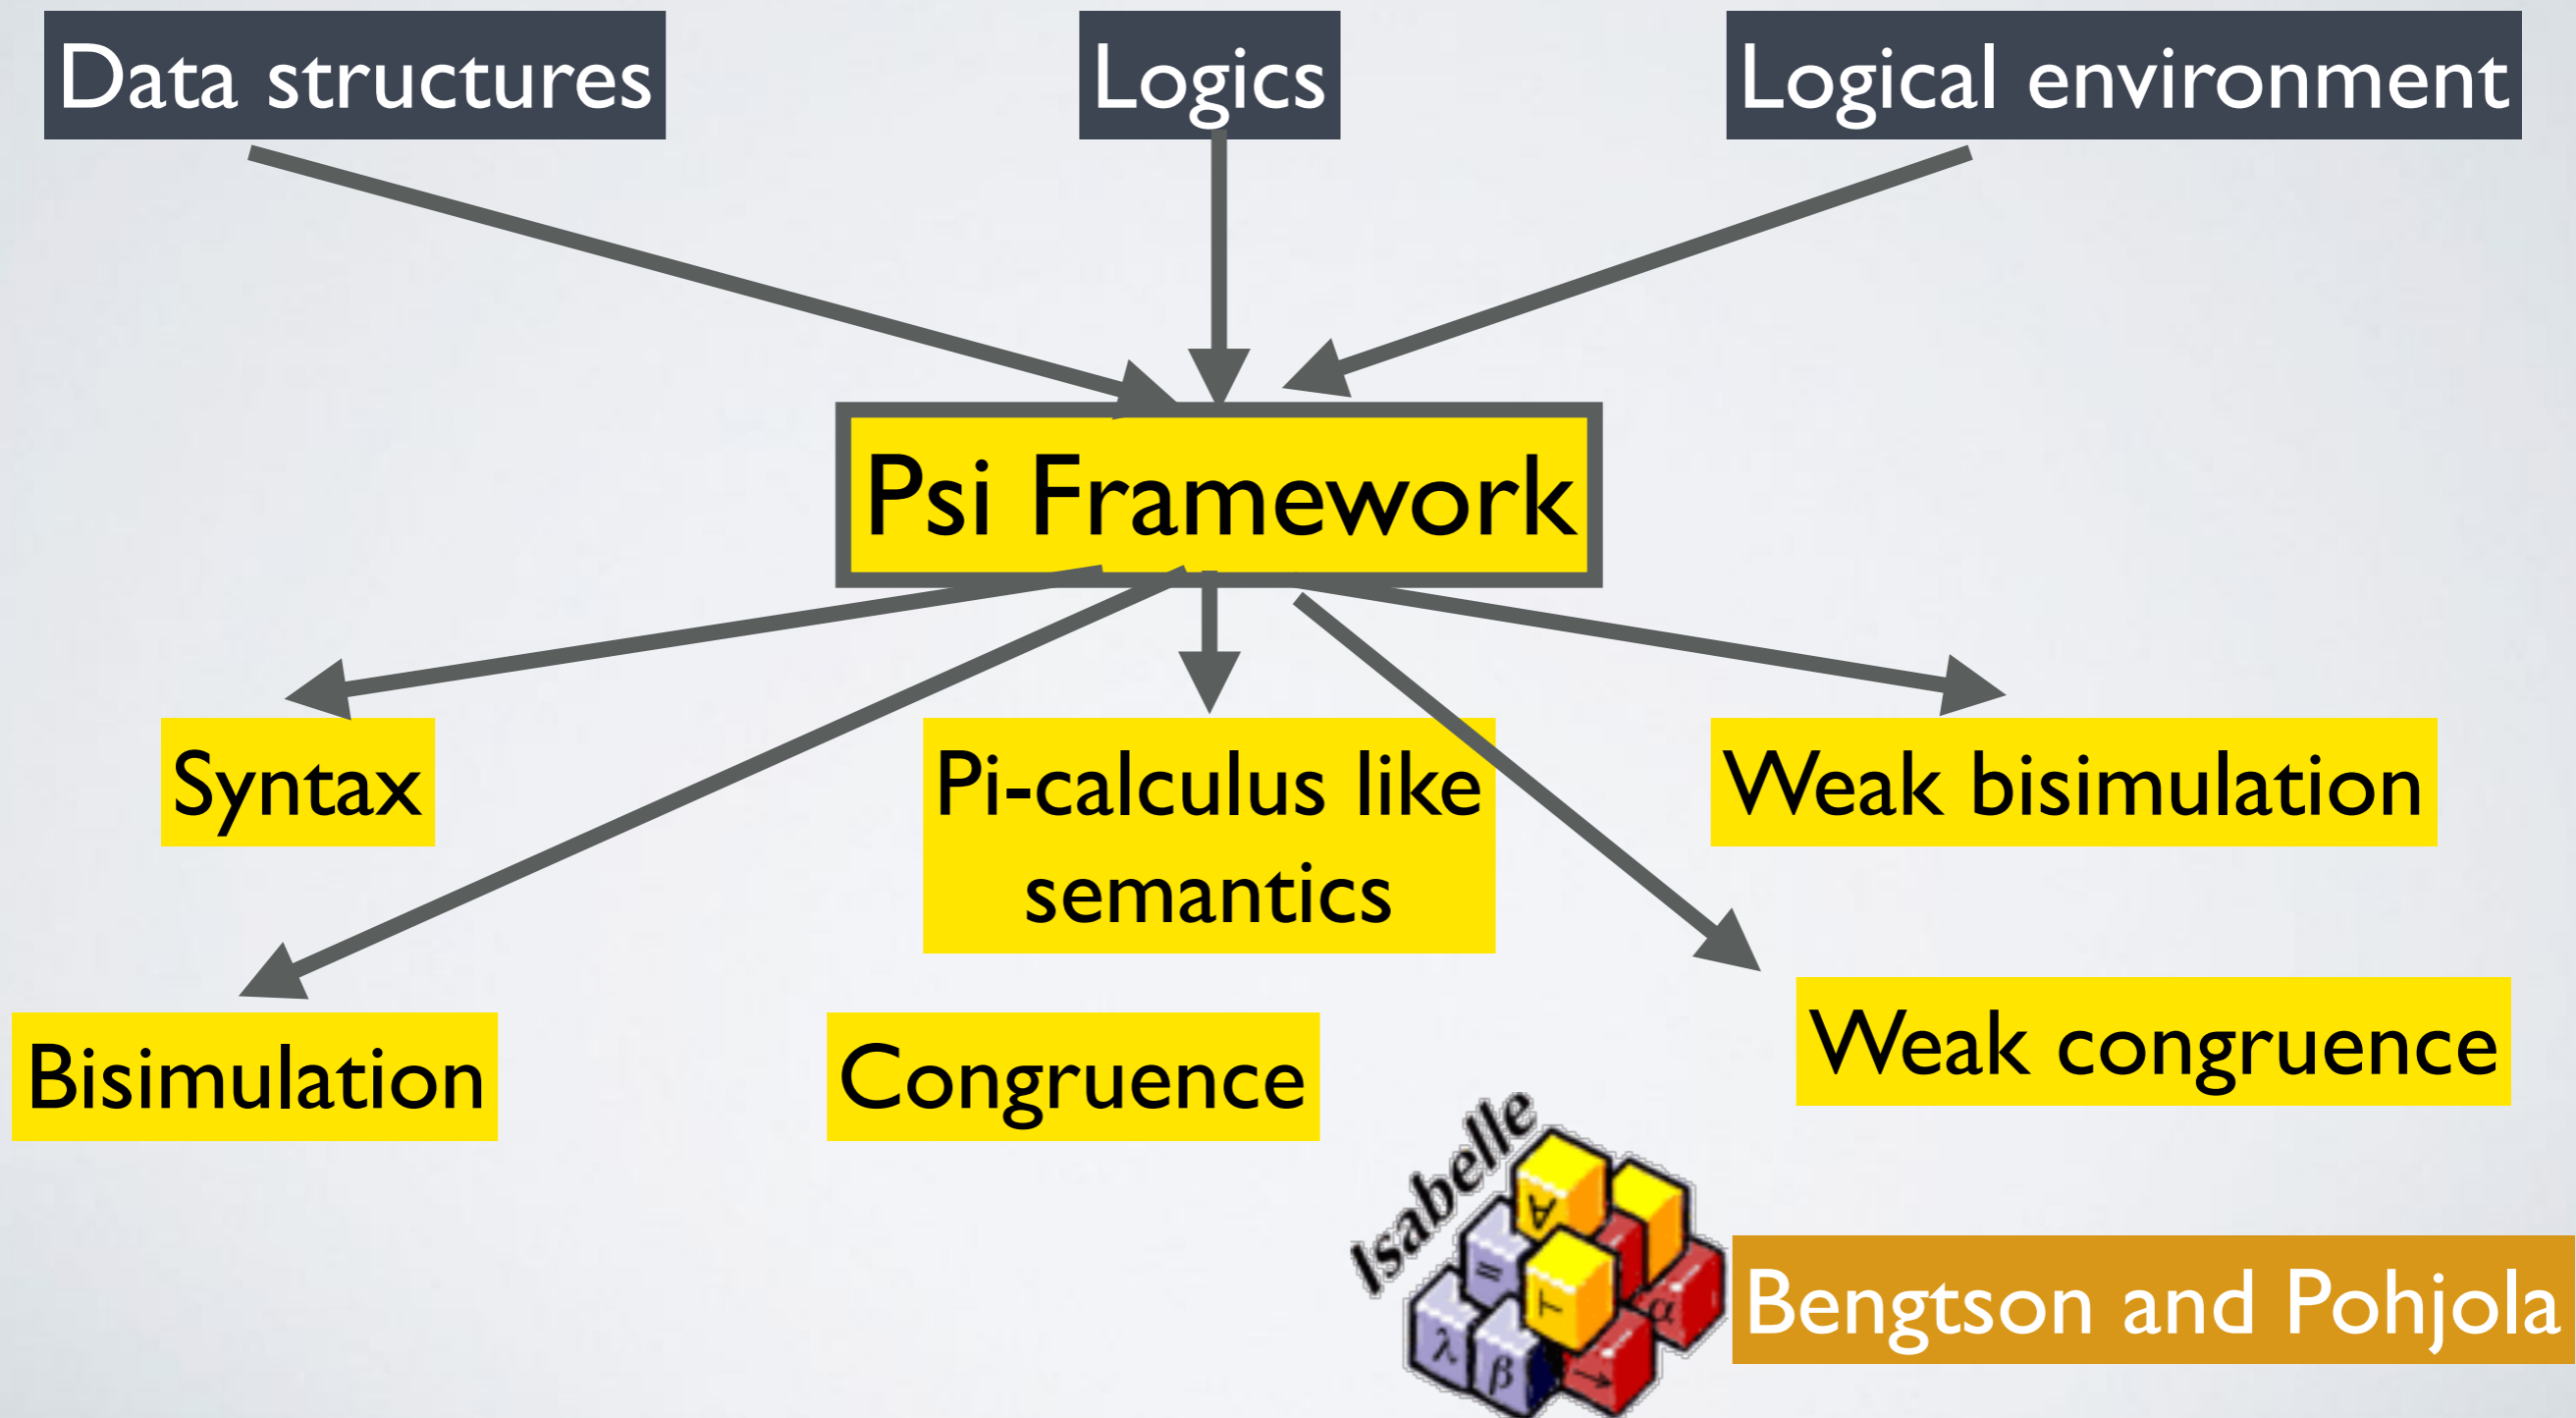 Data structures
Logics
Logical environment
Psi Framework
Syntax
Pi-calculus like
semantics
Weak bisimulation
Bisimulation
Congruence
Weak congruence
Isabelle
∀
=
⊢
α
λ
β
→
Bengtson and Pohjola